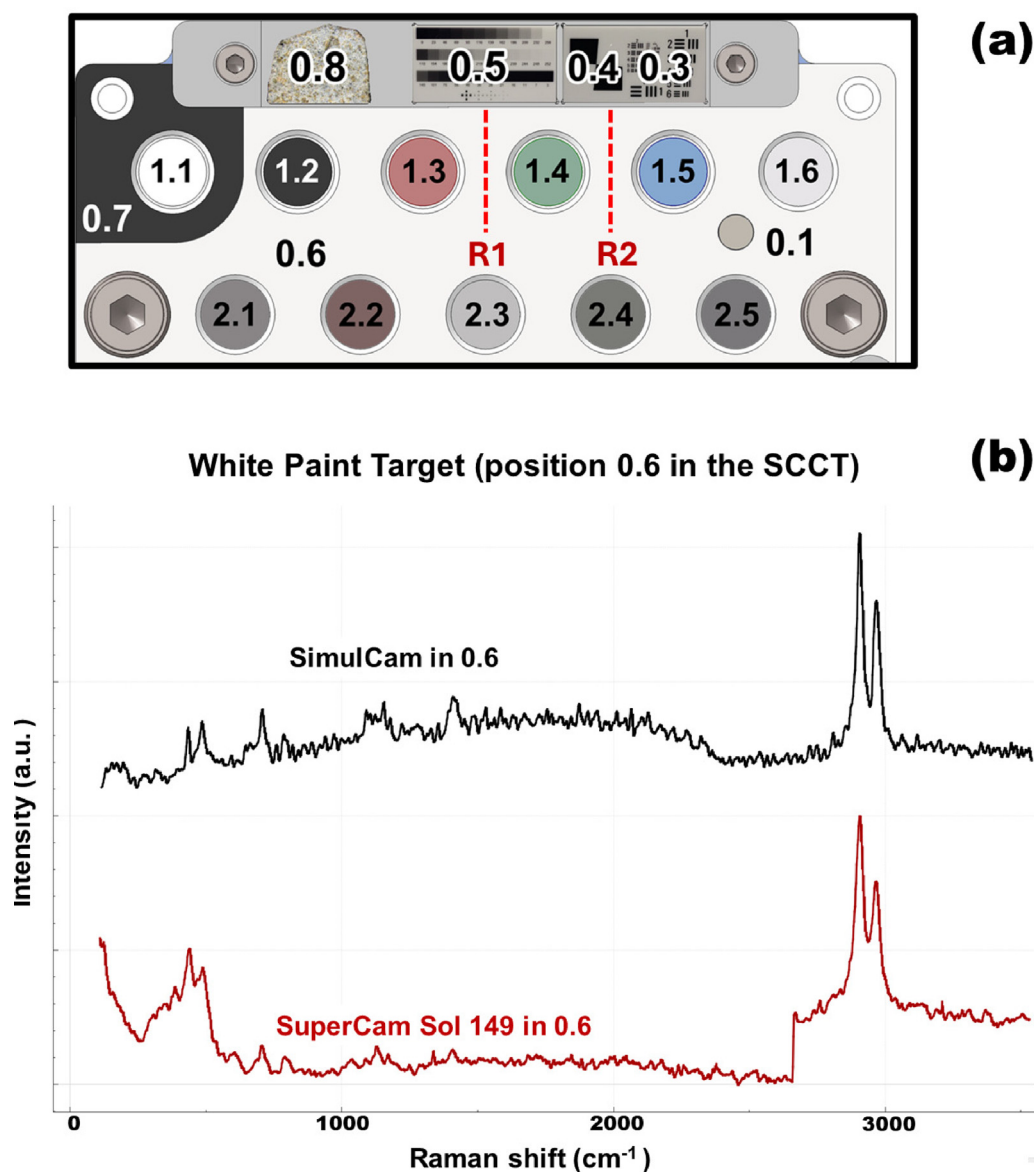 (a)
0.8 0.5 0.4 0.3
1.1 1.2 1.3 1.4 1.5 1.6
0.7
0.6 R1 R2 0.1
2.1 2.2 2.3 2.4 2.5
(b)
White Paint Target (position 0.6 in the SCCT)
SimulCam in 0.6
SuperCam Sol 149 in 0.6
Intensity (a.u.)
0 1000 2000 3000
Raman shift (cm⁻¹)